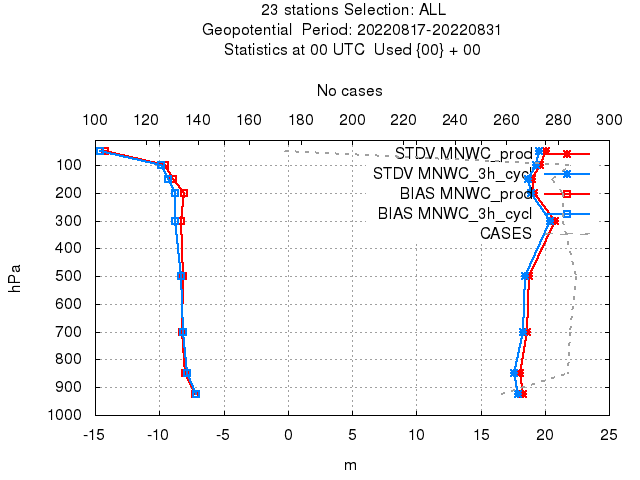 23 stations Selection: ALL
Geopotential  Period: 20220817-20220831
Statistics at 00 UTC  Used {00} + 00
No cases
100 120 140 160 180 200 220 240 260 280 300
STDV MNWC_prod
STDV MNWC_3h_cycl
BIAS MNWC_prod
BIAS MNWC_3h_cycl
CASES
100
200
300
400
500
600
700
800
900
1000
hPa
-15 -10 -5 0 5 10 15 20 25
m